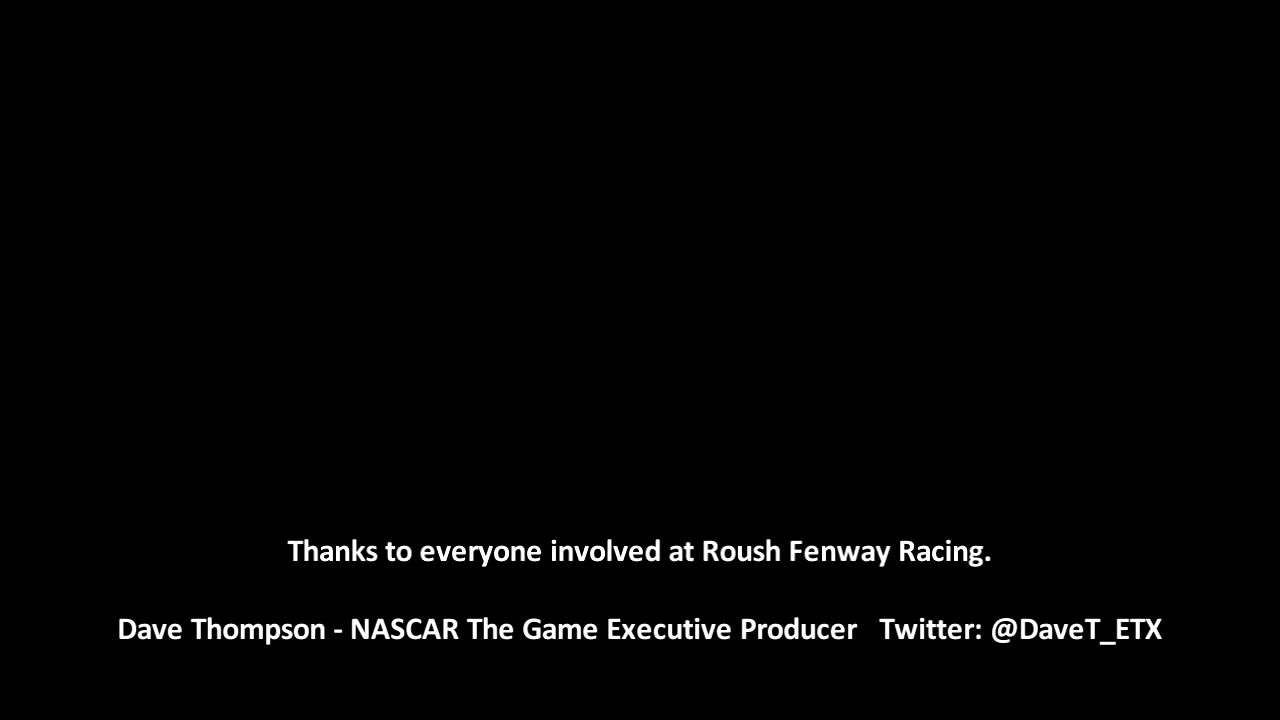 Thanks to everyone involved at Roush Fenway Racing.
Dave Thompson - NASCAR The Game Executive Producer   Twitter: @DaveT_ETX